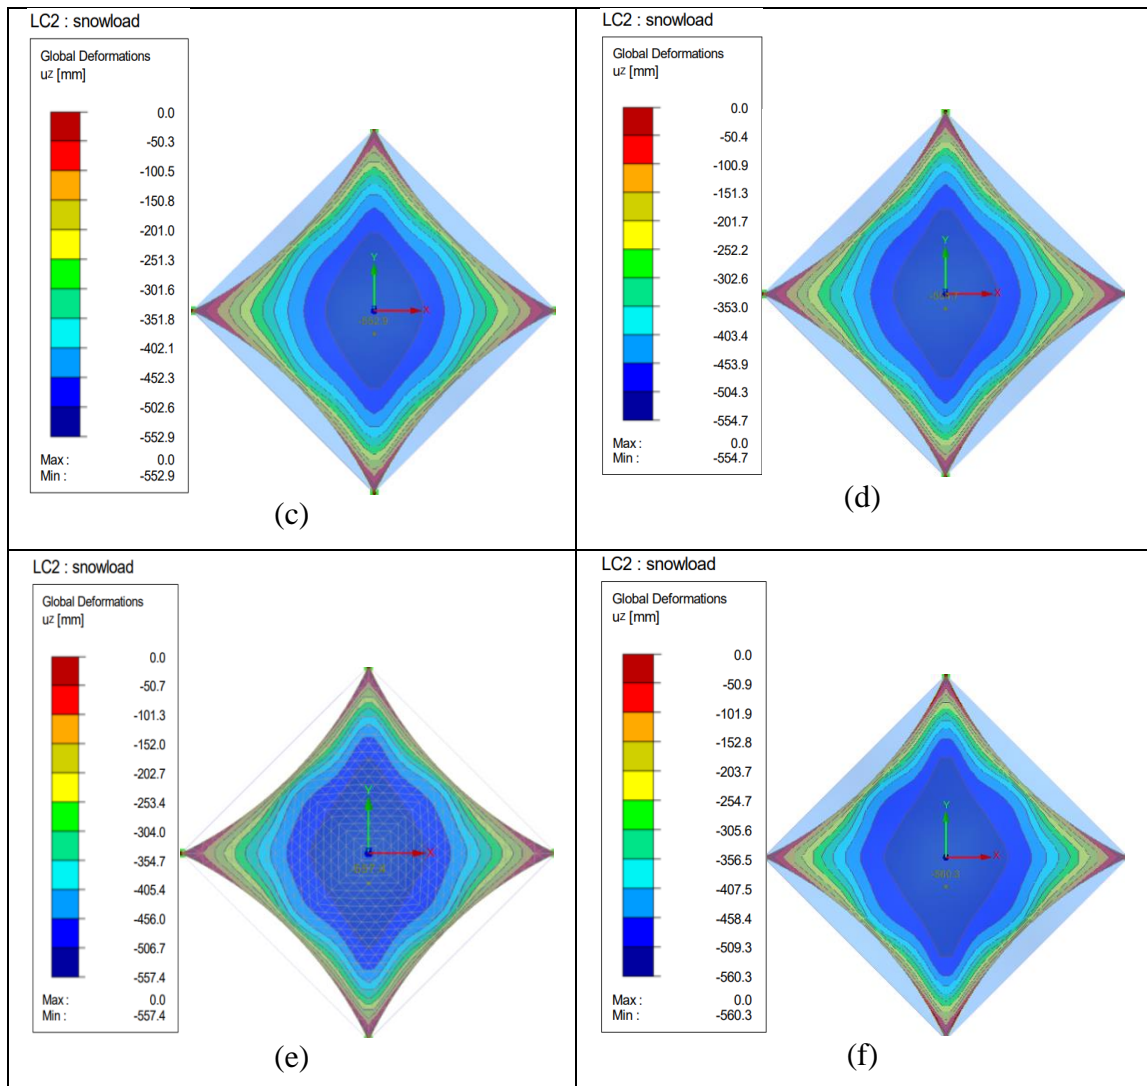 LC2 : snowload
Global Deformations
uz [mm]
0.0
-50.3
-100.5
-150.8
-201.0
-251.3
-301.6
-351.8
-402.1
-452.3
-502.6
-552.9
Max : 0.0
Min : -552.9
Y
X
-552.9
(c)
LC2 : snowload
Global Deformations
uz [mm]
0.0
-50.4
-100.9
-151.3
-201.7
-252.2
-302.6
-353.0
-403.4
-453.9
-504.3
-554.7
Max : 0.0
Min : -554.7
Y
X
(d)
LC2 : snowload
Global Deformations
uz [mm]
0.0
-50.7
-101.3
-152.0
-202.7
-253.4
-304.0
-354.7
-405.4
-456.0
-506.7
-557.4
Max : 0.0
Min : -557.4
Y
X
-557.4
(e)
LC2 : snowload
Global Deformations
uz [mm]
0.0
-50.9
-101.9
-152.8
-203.7
-254.7
-305.6
-356.5
-407.5
-458.4
-509.3
-560.3
Max : 0.0
Min : -560.3
Y
X
-560.3
(f)